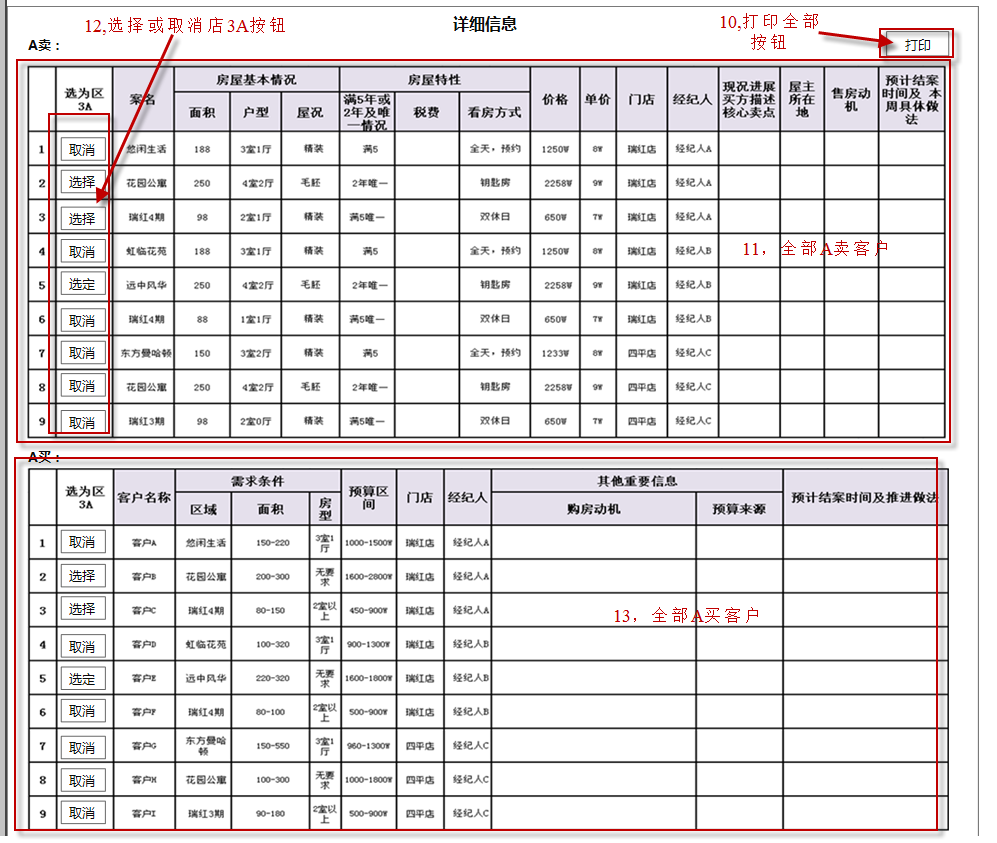 12,选择或取消店3A按钮
详细信息
10,打印全部
按钮
A卖：
打印
选为区3A 案名 房屋基本情况 房屋特性 价格 单价 门店 经纪人 现况进展买方描述核心卖点 屋主所在地 售房动机 预计结案时间及 本周具体做法
面积 户型 屋况 满5年或2年及唯一情况 税费 看房方式
1 取消 悠闲生活 188 3室1厅 精装 满5 全天，预约 1250W 8W 瑞红店 经纪人A
2 选择 花园公寓 250 4室2厅 毛胚 2年唯一 钥匙房 2258W 9W 瑞红店 经纪人A
3 选择 瑞红4期 98 2室1厅 精装 满5唯一 双休日 650W 7W 瑞红店 经纪人A
4 取消 虹临花苑 188 3室1厅 精装 满5 全天，预约 1250W 8W 瑞红店 经纪人B
11，全部A卖客户
5 选定 远中风华 250 4室2厅 毛胚 2年唯一 钥匙房 2258W 9W 瑞红店 经纪人B
6 取消 瑞红4期 88 1室1厅 精装 满5唯一 双休日 650W 7W 瑞红店 经纪人B
7 取消 东方曼哈顿 150 3室2厅 精装 满5 全天，预约 1233W 8W 四平店 经纪人C
8 取消 花园公寓 250 4室2厅 毛胚 2年唯一 钥匙房 2258W 9W 四平店 经纪人C
9 取消 瑞红3期 98 2室0厅 精装 满5唯一 双休日 650W 7W 四平店 经纪人C
A买：
选为区3A 客户名称 需求条件 预算区间 门店 经纪人 其他重要信息 预计结案时间及推进做法
区域 面积 房型 购房动机 预算来源
1 取消 客户A 悠闲生活 150-220 3室1厅 1000-1500W 瑞红店 经纪人A
2 选择 客户B 花园公寓 200-300 无要求 1600-2800W 瑞红店 经纪人A
3 选择 客户C 瑞红4期 80-150 2室以上 450-900W 瑞红店 经纪人A
13，全部A买客户
4 取消 客户D 虹临花苑 100-320 3室1厅 900-1300W 瑞红店 经纪人B
5 选定 客户E 远中风华 220-320 无要求 1600-1800W 瑞红店 经纪人B
6 取消 客户F 瑞红4期 80-100 2室以上 500-900W 瑞红店 经纪人B
7 取消 客户G 东方曼哈顿 150-550 3室1厅 960-1300W 四平店 经纪人C
8 取消 客户H 花园公寓 100-300 无要求 1000-1800W 四平店 经纪人C
9 取消 客户I 瑞红3期 90-180 2室以上 500-900W 四平店 经纪人C